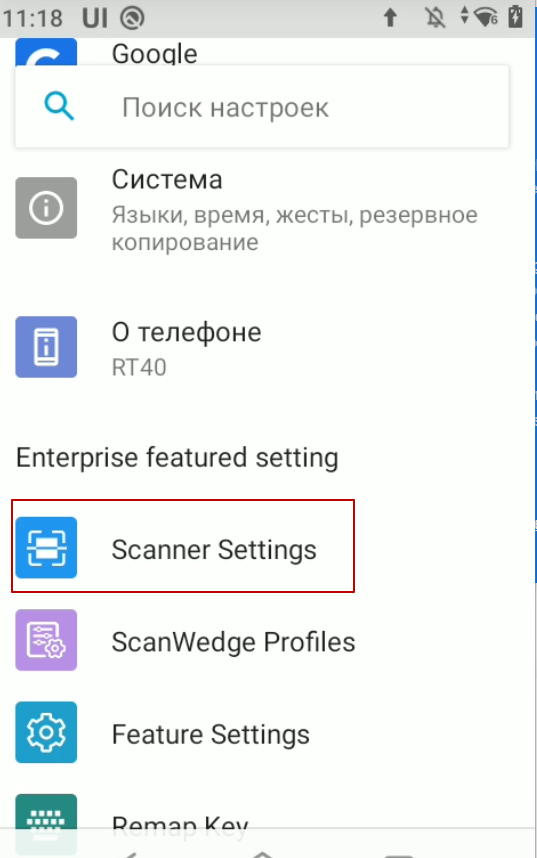 11:18 UI
Google
Поиск настроек
Система
Языки, время, жесты, резервное
копирование
О телефоне
RT40
Enterprise featured setting
Scanner Settings
ScanWedge Profiles
Feature Settings
Remap Key